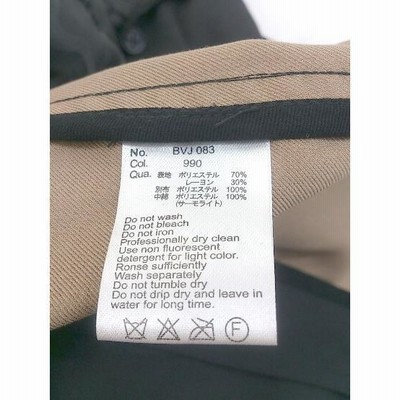 No. BVJ 083
Col. 990
Qua. 表地 ポリエステル 70%
レーヨン 30%
別布 ポリエステル 100%
中綿 ポリエステル 100%
(サーモライト)
Do not wash
Do not bleach
Do not iron
Professionally dry clean
Use non fluorescent
detergent for light color.
Ronse sufficiently
Wash separately
Do not tumble dry
Do not drip dry and leave in
water for long time.
F